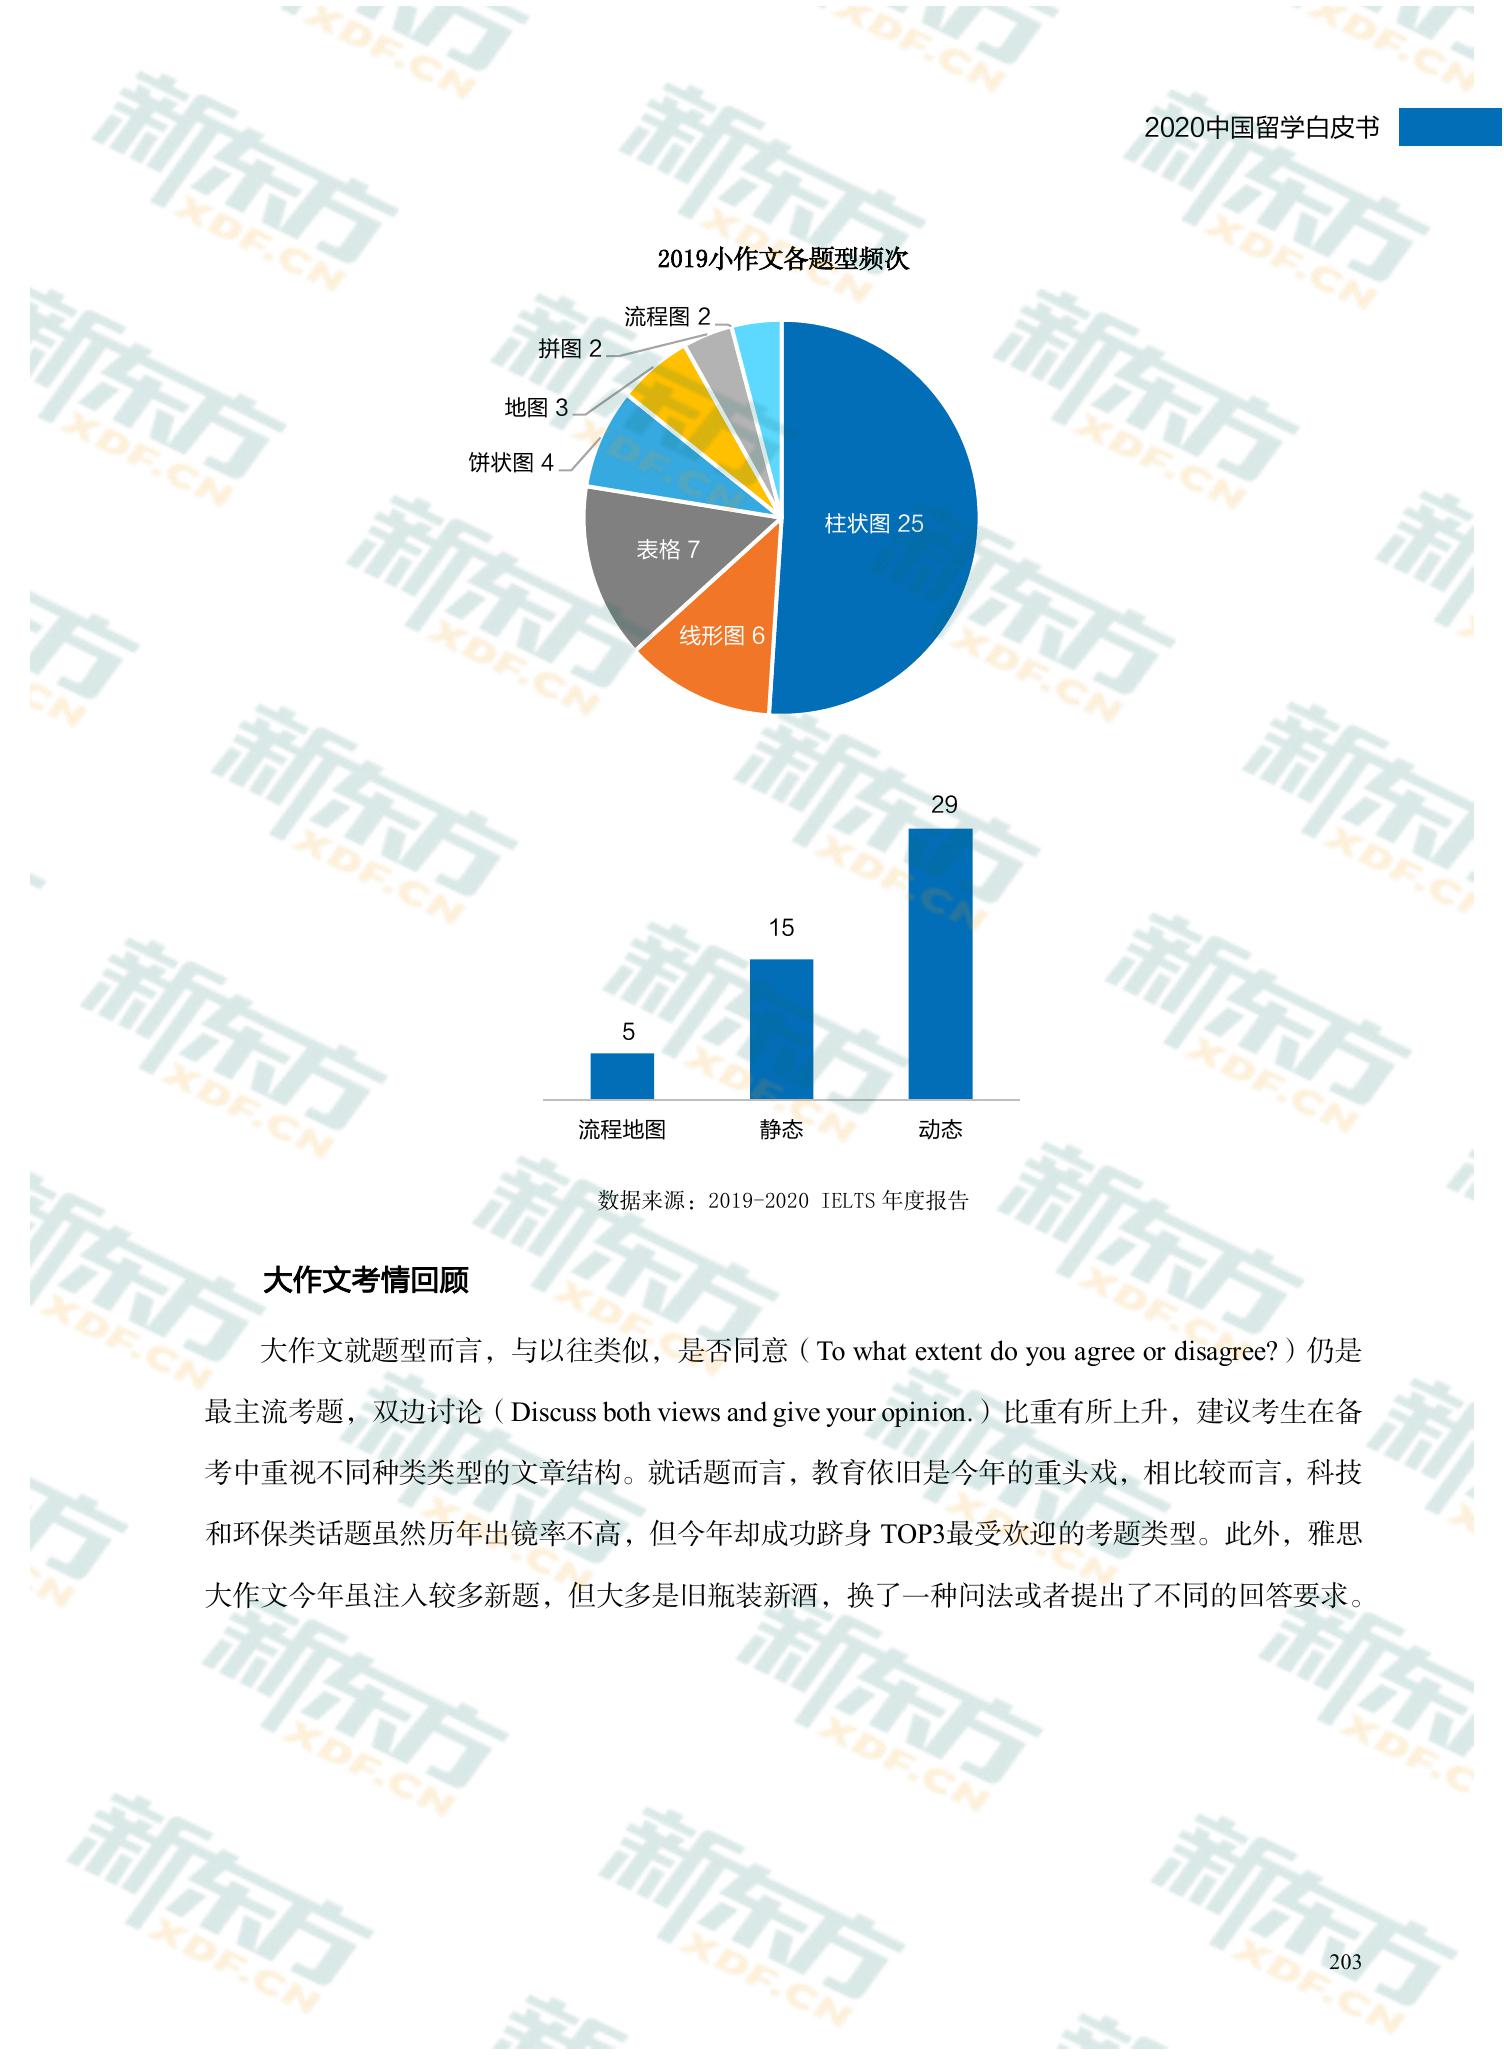 2020中国留学白皮书
2019小作文各题型频次
流程图 2
拼图 2
地图 3
饼状图 4
柱状图 25
表格 7
线形图 6
29
15
5
流程地图
静态
动态
数据来源：2019-2020 IELTS 年度报告
大作文考情回顾
大作文就题型而言，与以往类似，是否同意（To what extent do you agree or disagree?）仍是
最主流考题，双边讨论（Discuss both views and give your opinion.）比重有所上升，建议考生在备
考中重视不同种类类型的文章结构。就话题而言，教育依旧是今年的重头戏，相比较而言，科技
和环保类话题虽然历年出镜率不高，但今年却成功跻身 TOP3最受欢迎的考题类型。此外，雅思
大作文今年虽注入较多新题，但大多是旧瓶装新酒，换了一种问法或者提出了不同的回答要求。
203
新东方
XDF.CN